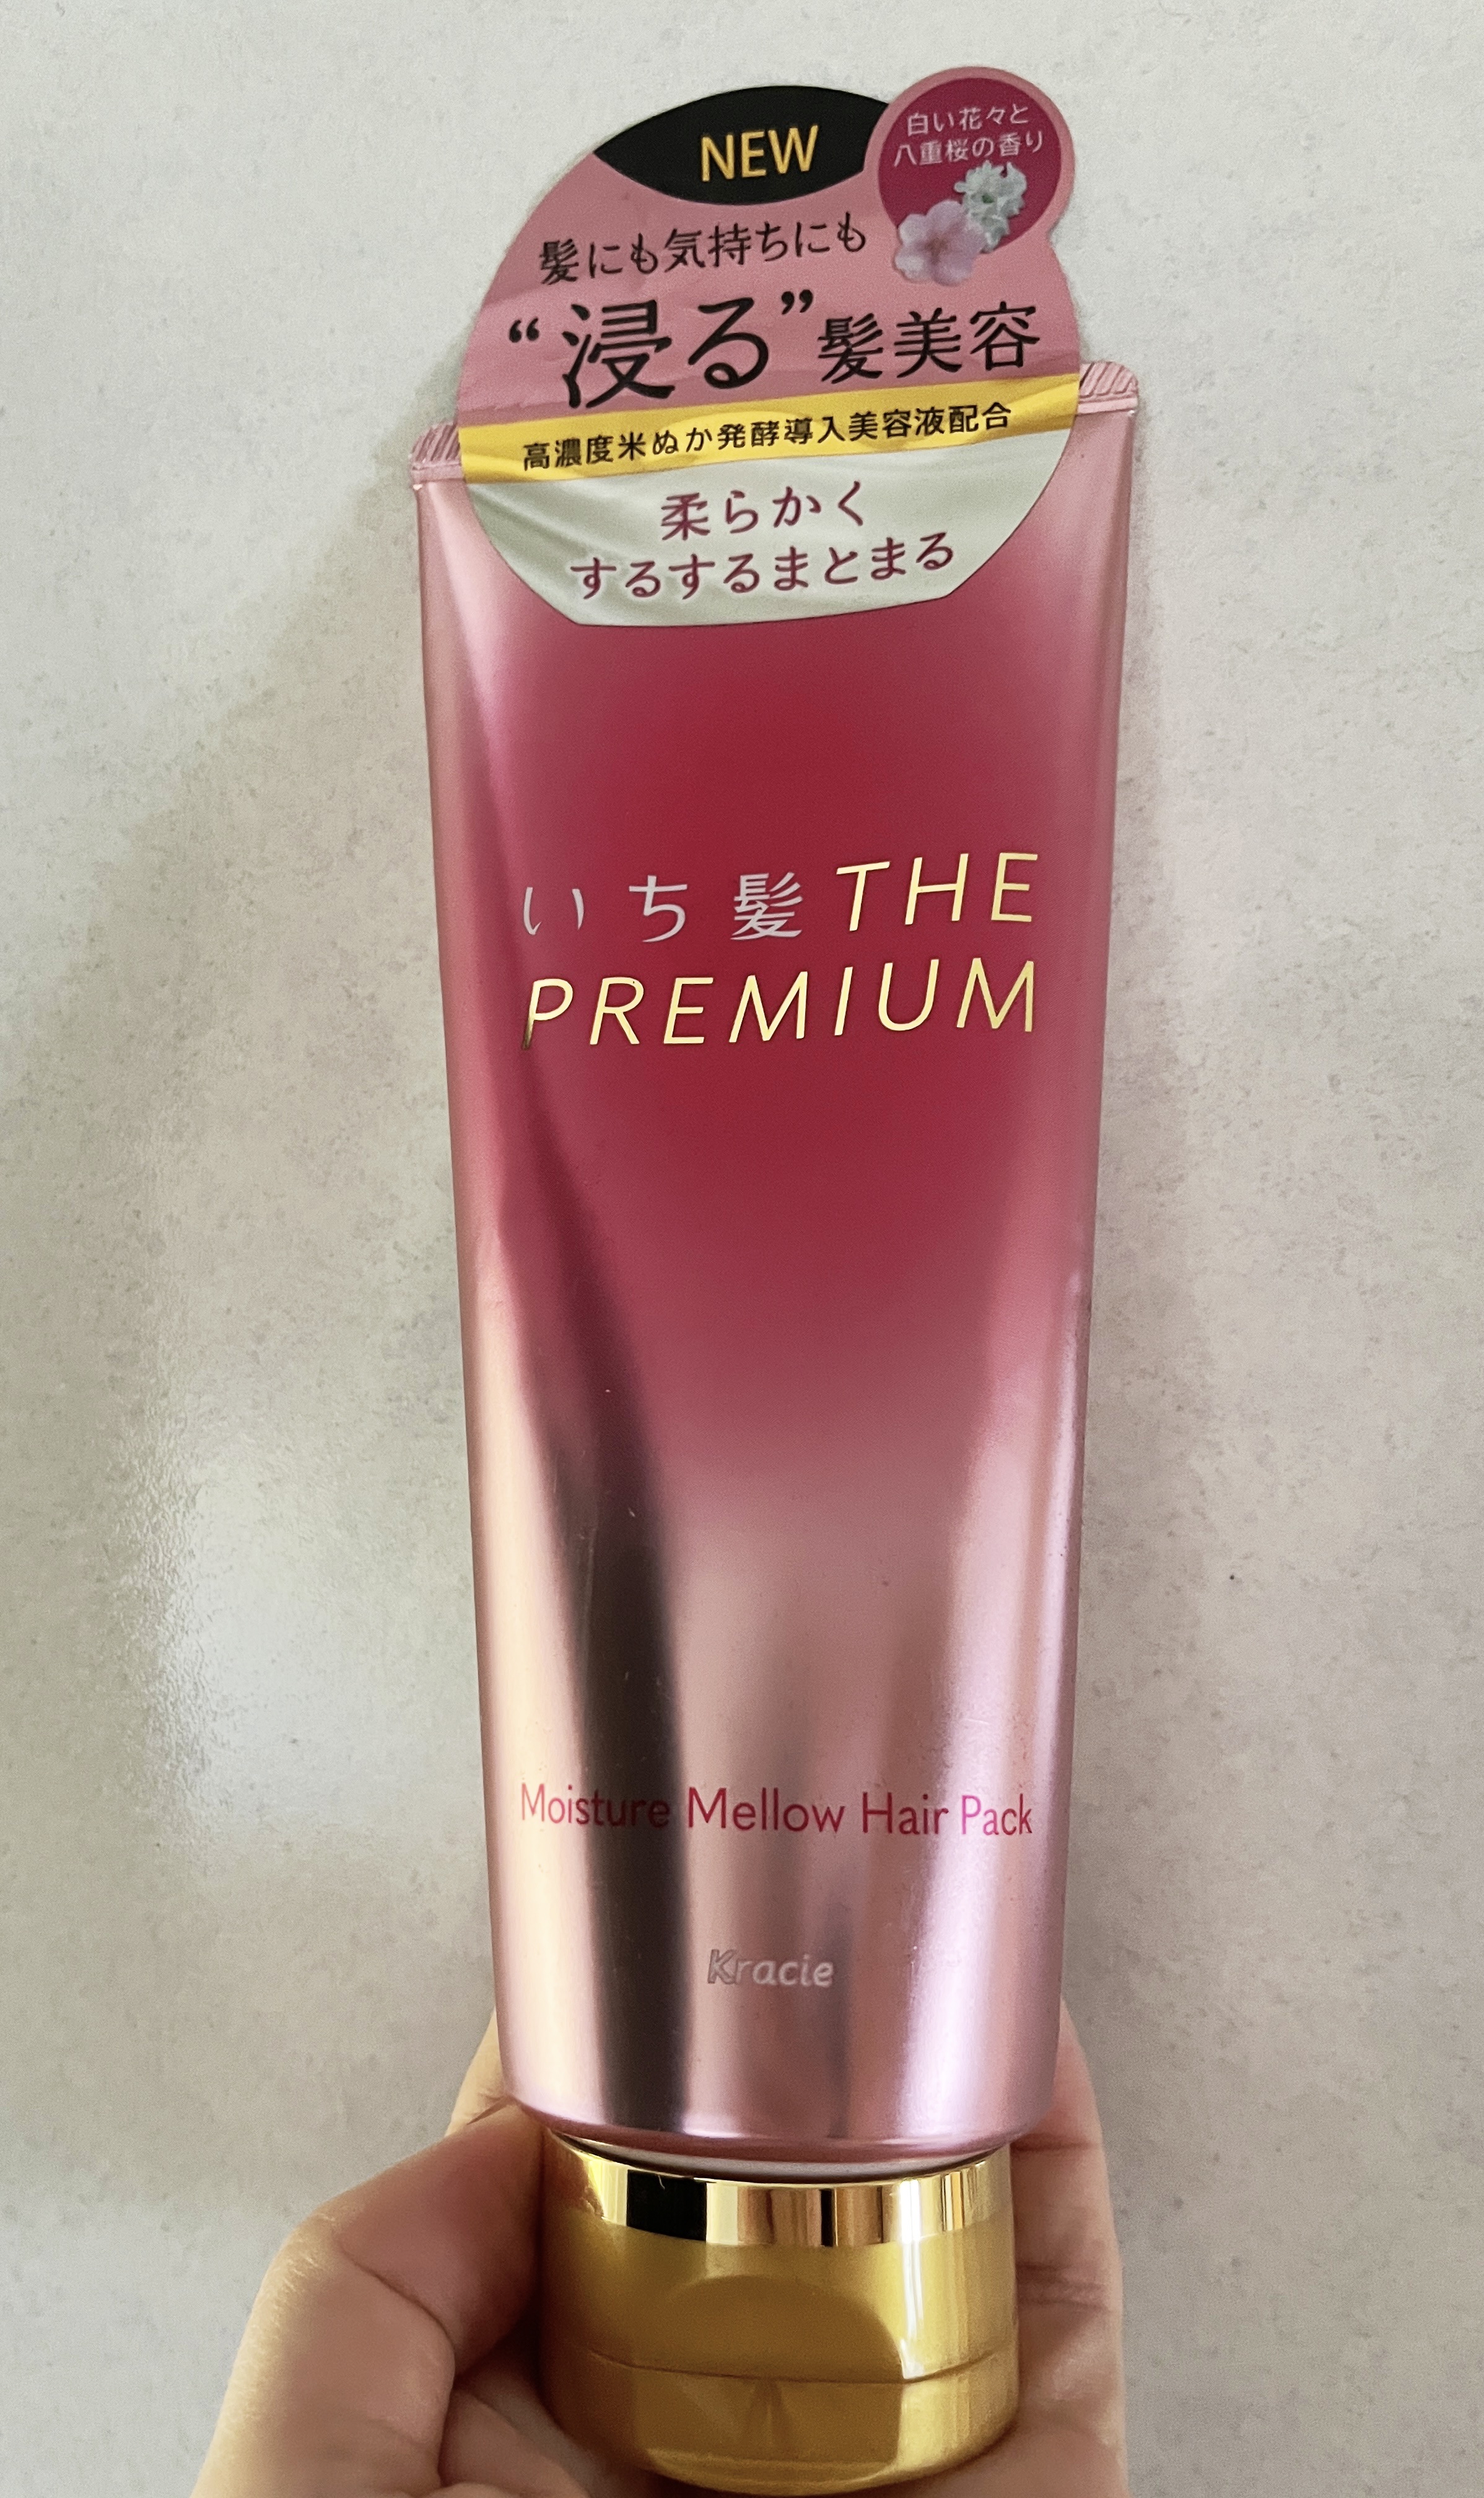 NEW
白い花々と
八重桜の香り
髪にも気持ちにも
“浸る”髪美容
高濃度米ぬか発酵導入美容液配合
柔らかく
するするまとまる
いち髪 THE
PREMIUM
Moisture Mellow Hair Pack
Kracie